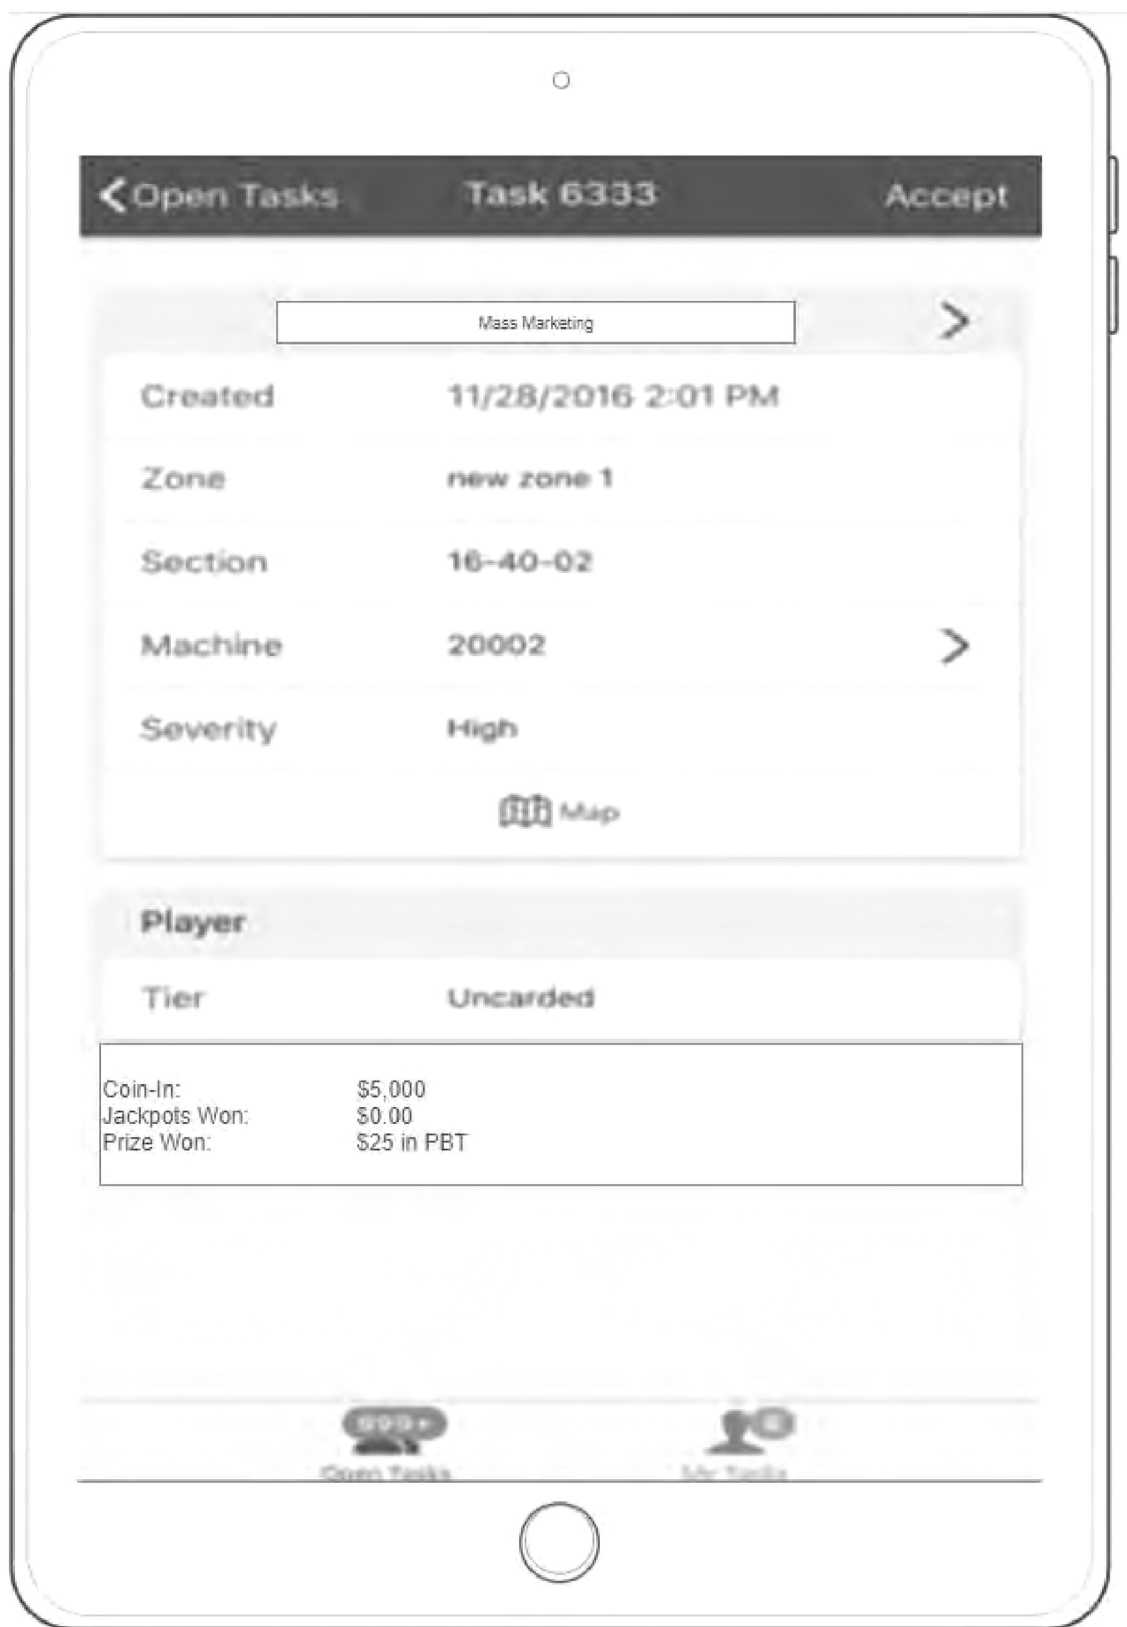 Open Tasks Task 6333 Accept
Mass Marketing
Created 11/28/2016 2:01 PM
Zone new zone 1
Section 16-40-02
Machine 20002
Severity High
Map
Player
Tier Uncarded
Coin-In: $5,000
Jackpots Won: $0.00
Prize Won: $25 in PBT
999+
Open Tasks My Tasks